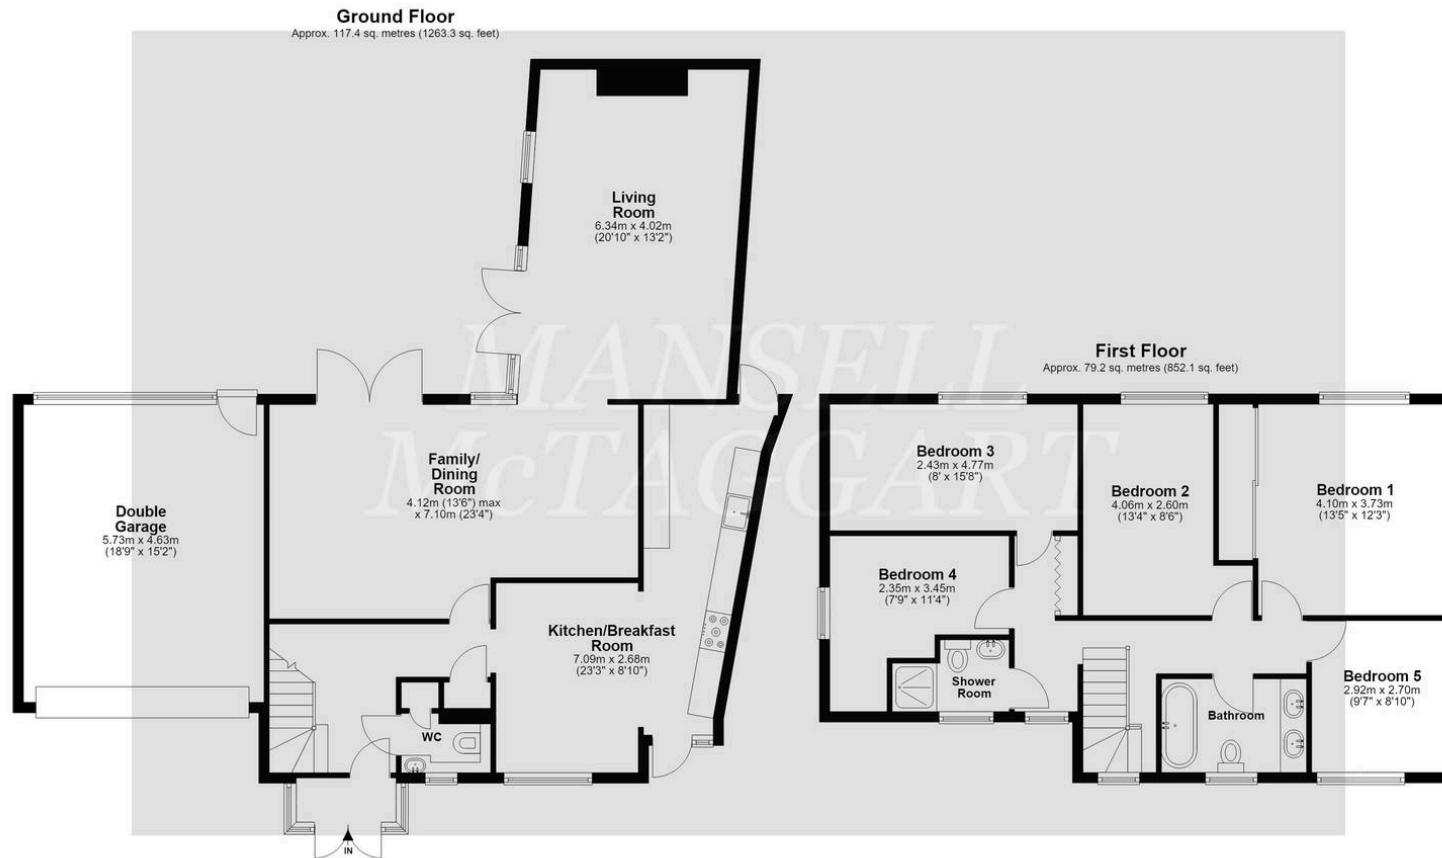 Ground Floor
Approx. 117.4 sq. metres (1263.3 sq. feet)
Living
Room
6.34m x 4.02m
(20'10" x 13'2")
MANSELL
McTAGGART
Family/
Dining
Room
4.12m (13'6") max
x 7.10m (23'4")
Double
Garage
5.73m x 4.63m
(18'9" x 15'2")
Kitchen/Breakfast
Room
7.09m x 2.68m
(23'3" x 8'10")
WC
IN
First Floor
Approx. 79.2 sq. metres (852.1 sq. feet)
Bedroom 3
2.43m x 4.77m
(8' x 15'8")
Bedroom 2
4.06m x 2.60m
(13'4" x 8'6")
Bedroom 1
4.10m x 3.73m
(13'5" x 12'3")
Bedroom 4
2.35m x 3.45m
(7'9" x 11'4")
Shower
Room
Bathroom
Bedroom 5
2.92m x 2.70m
(9'7" x 8'10")